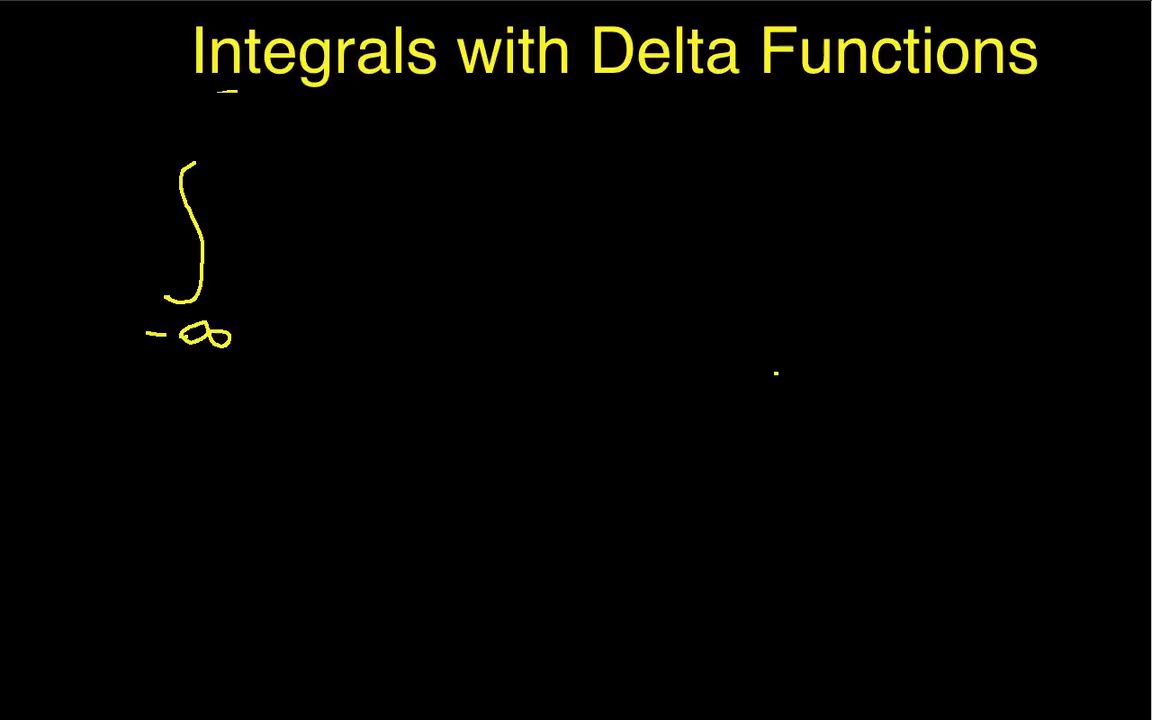 Integrals with Delta Functions
∫
-∞